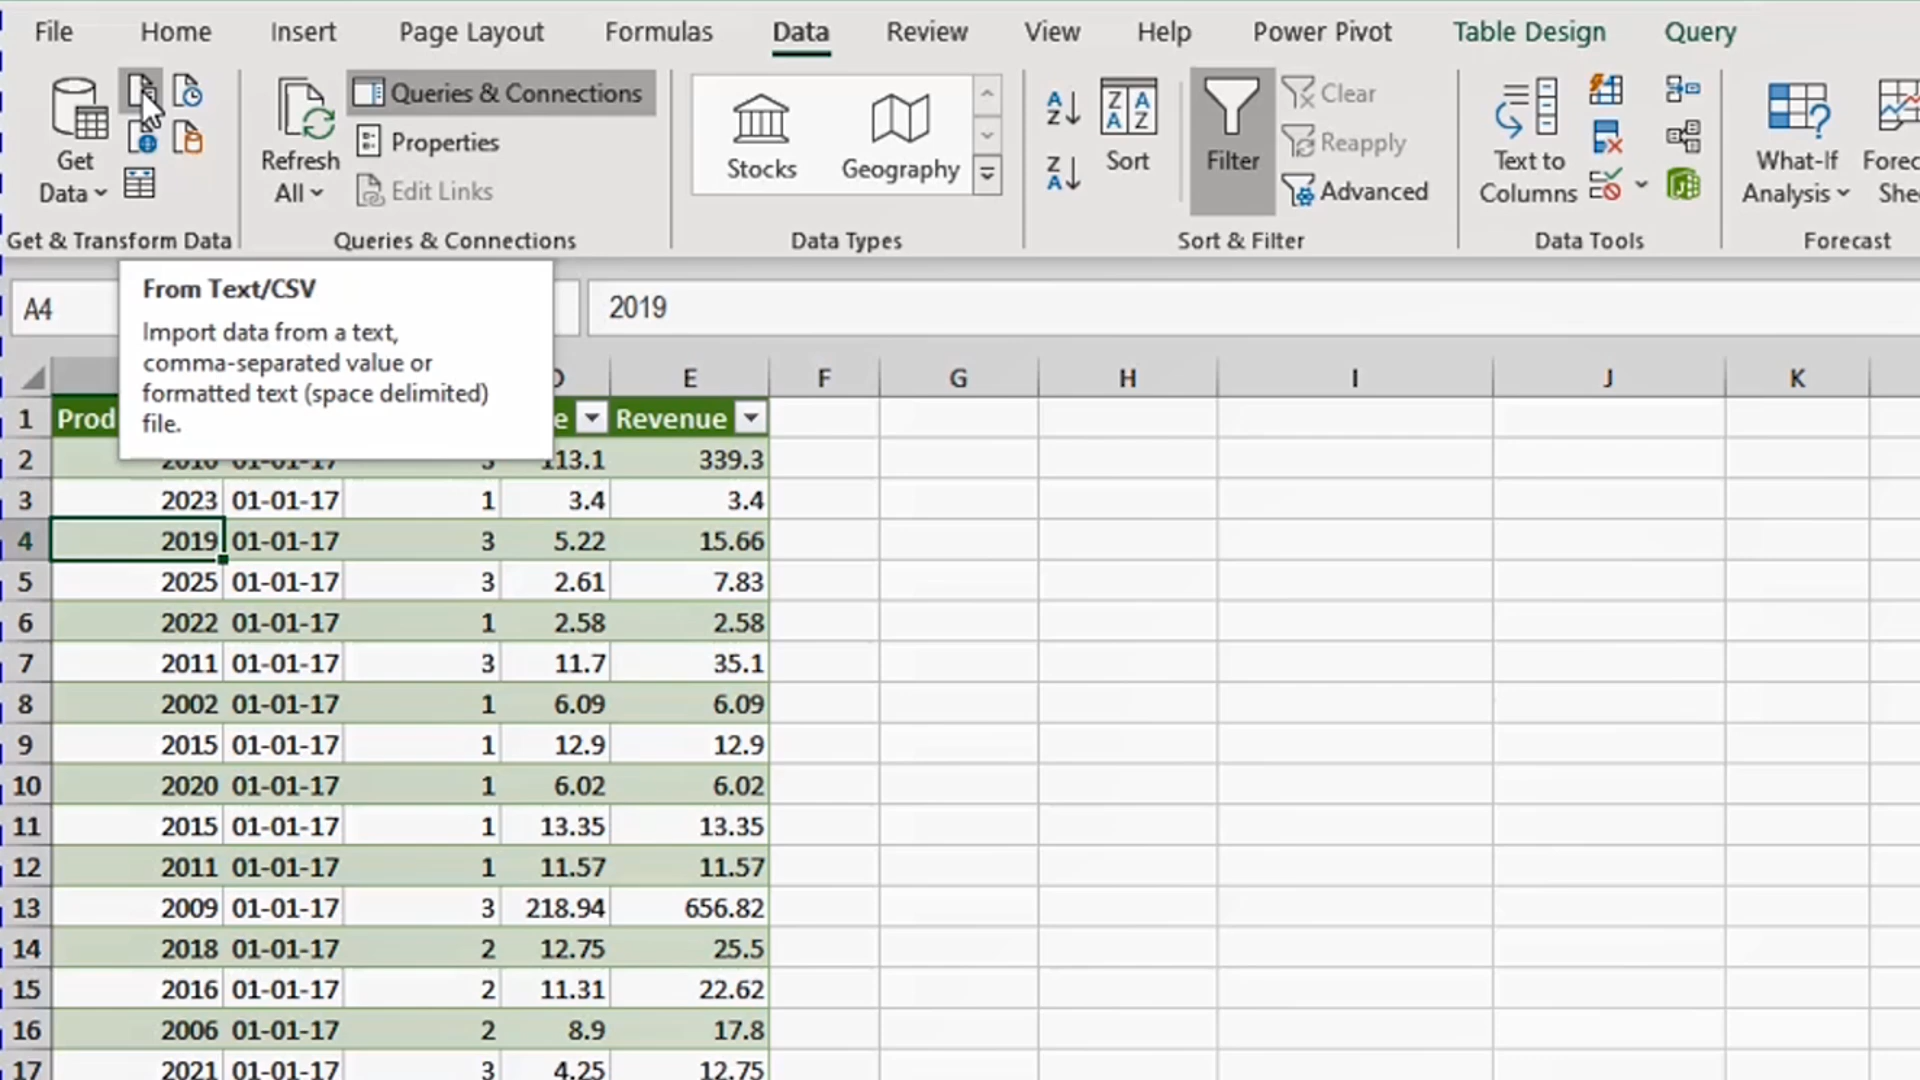 File Home Insert Page Layout Formulas Data Review View Help Power Pivot Table Design Query
Get Data
Refresh All
Queries & Connections
Properties
Edit Links
Stocks
Geography
Sort
Filter
Clear
Reapply
Advanced
Text to Columns
What-If Analysis
Get & Transform Data Queries & Connections Data Types Sort & Filter Data Tools Forecast
From Text/CSV
Import data from a text,
comma-separated value or
formatted text (space delimited)
file.
A4 2019
E F G H I J K
1 Prod e Revenue
2 2016 01-01-17 3 113.1 339.3
3 2023 01-01-17 1 3.4 3.4
4 2019 01-01-17 3 5.22 15.66
5 2025 01-01-17 3 2.61 7.83
6 2022 01-01-17 1 2.58 2.58
7 2011 01-01-17 3 11.7 35.1
8 2002 01-01-17 1 6.09 6.09
9 2015 01-01-17 1 12.9 12.9
10 2020 01-01-17 1 6.02 6.02
11 2015 01-01-17 1 13.35 13.35
12 2011 01-01-17 1 11.57 11.57
13 2009 01-01-17 3 218.94 656.82
14 2018 01-01-17 2 12.75 25.5
15 2016 01-01-17 2 11.31 22.62
16 2006 01-01-17 2 8.9 17.8
17 2021 01-01-17 3 4.25 12.75